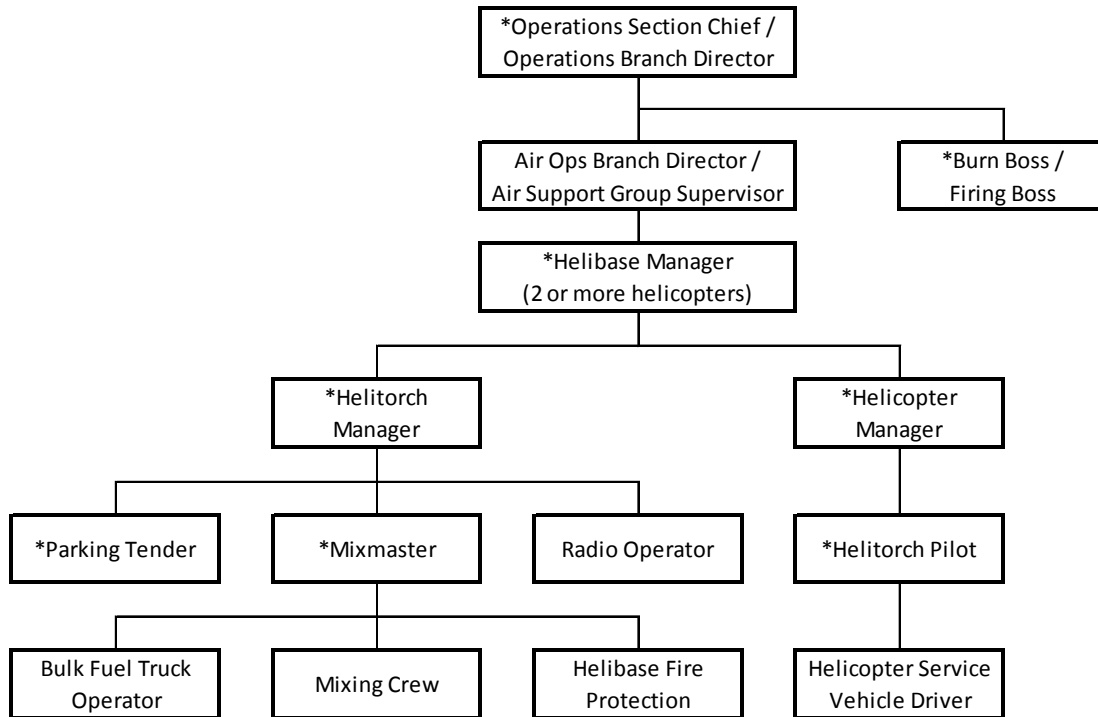 *Operations Section Chief /
Operations Branch Director
Air Ops Branch Director /
Air Support Group Supervisor
*Burn Boss /
Firing Boss
*Helibase Manager
(2 or more helicopters)
*Helitorch
Manager
*Helicopter
Manager
*Parking Tender
*Mixmaster
Radio Operator
*Helitorch Pilot
Bulk Fuel Truck
Operator
Mixing Crew
Helibase Fire
Protection
Helicopter Service
Vehicle Driver